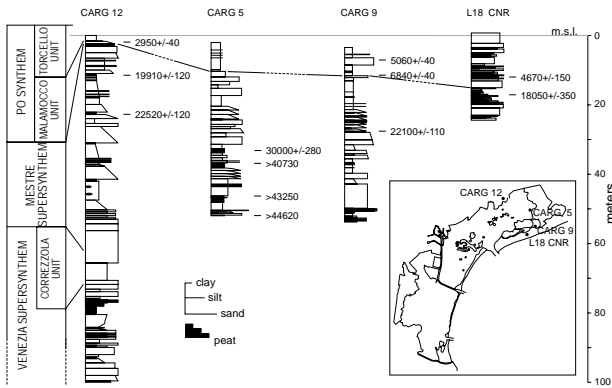 CARG 12
CARG 5
CARG 9
L18 CNR
m.s.l.
0
20
40
60
80
100
meters
PO SYNTHEM
TORCELLO
UNIT
MALAMOCCO
UNIT
MESTRE
SUPERSYNTHEM
VENEZIA SUPERSYNTHEM
CORREZZOLA
UNIT
2950+/-40
19910+/-120
22520+/-120
30000+/-280
>40730
>43250
>44620
5060+/-40
6840+/-40
22100+/-110
4670+/-150
18050+/-350
clay
silt
sand
peat
CARG 12
CARG 5
CARG 9
L18 CNR